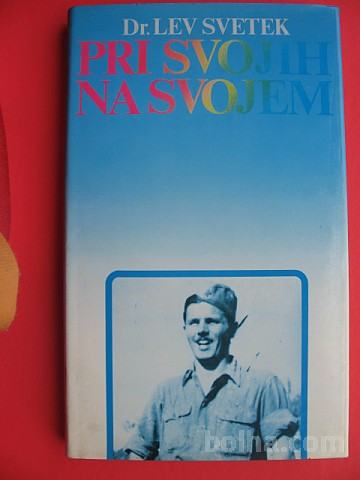 Dr. LEV SVETEK
PRI SVOJIH
NA SVOJEM
bolha.com